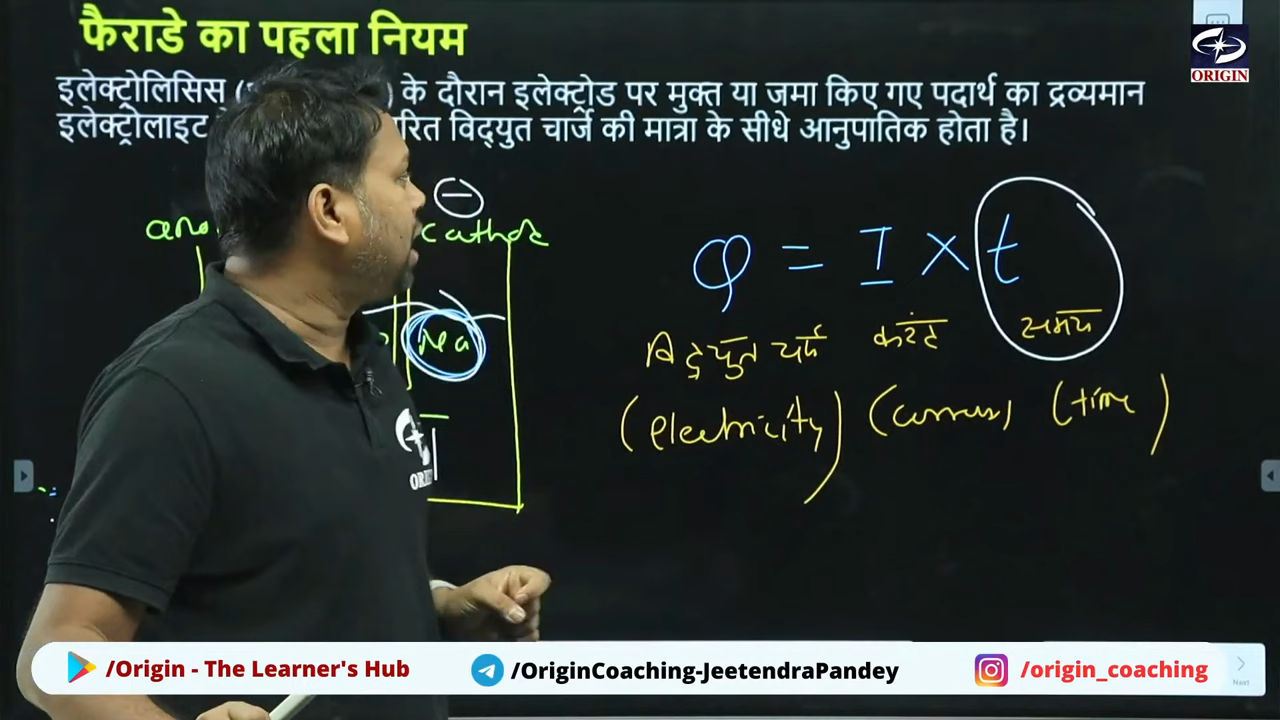 फैराडे का पहला नियम
ORIGIN
इलेक्ट्रोलिसिस ( ) के दौरान इलेक्ट्रोड पर मुक्त या जमा किए गए पदार्थ का द्रव्यमान
इलेक्ट्रोलाइट रित विद्युत चार्ज की मात्रा के सीधे आनुपातिक होता है।
−
cathode
Q = I × t
Na
विद्युत चार्ज करंट समय
(electricity) (current) (time)
/Origin - The Learner's Hub
/OriginCoaching-JeetendraPandey
/origin_coaching
Next